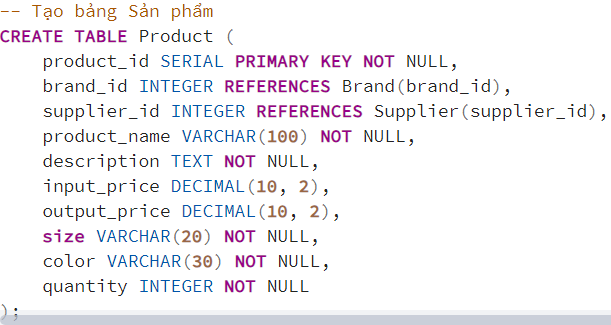 -- Tạo bảng Sản phẩm
CREATE TABLE Product (
    product_id SERIAL PRIMARY KEY NOT NULL,
    brand_id INTEGER REFERENCES Brand(brand_id),
    supplier_id INTEGER REFERENCES Supplier(supplier_id),
    product_name VARCHAR(100) NOT NULL,
    description TEXT NOT NULL,
    input_price DECIMAL(10, 2),
    output_price DECIMAL(10, 2),
    size VARCHAR(20) NOT NULL,
    color VARCHAR(30) NOT NULL,
    quantity INTEGER NOT NULL
);